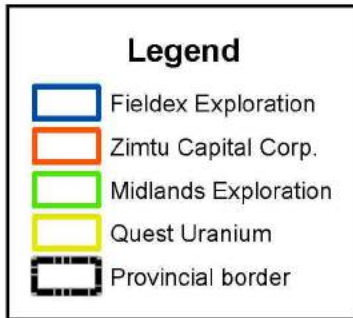 Legend
Fieldex Exploration
Zimtu Capital Corp.
Midlands Exploration
Quest Uranium
Provincial border